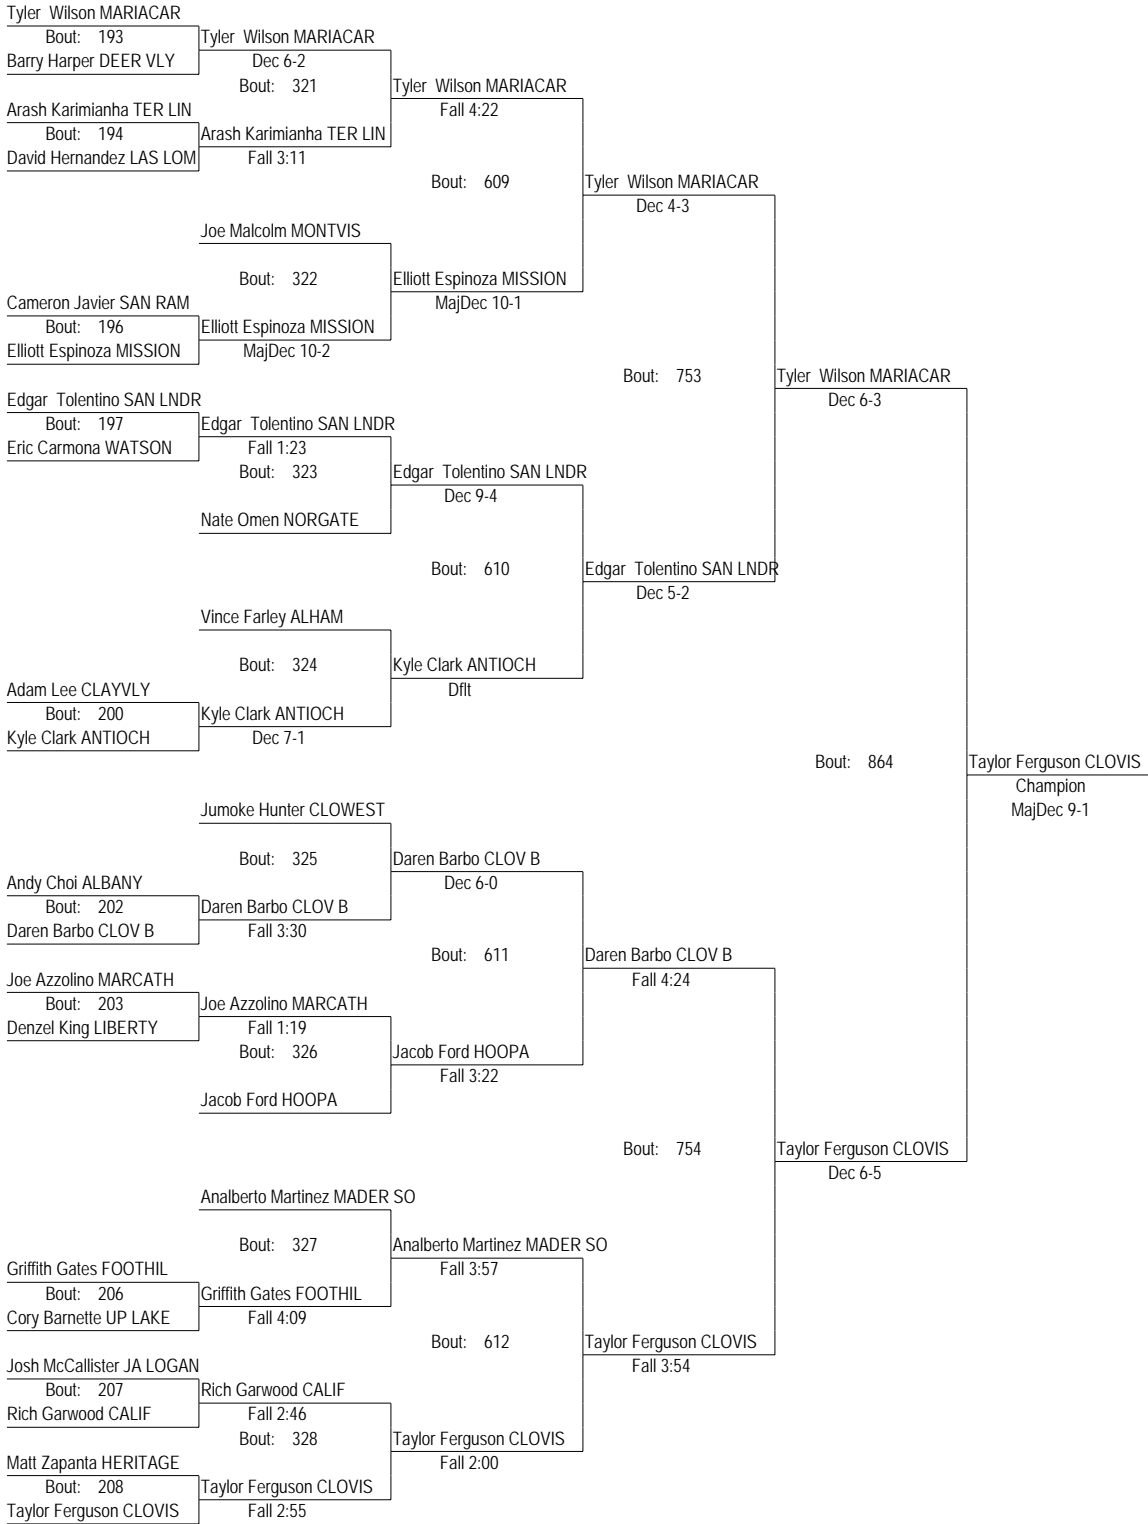 Tyler  Wilson MARIACAR
Bout: 193
Tyler  Wilson MARIACAR
Barry Harper DEER VLY
Dec 6-2
Bout: 321
Tyler  Wilson MARIACAR
Arash Karimianha TER LIN
Fall 4:22
Bout: 194
Arash Karimianha TER LIN
David Hernandez LAS LOM
Fall 3:11
Bout: 609
Tyler  Wilson MARIACAR
Dec 4-3
Joe Malcolm MONTVIS
Bout: 322
Elliott Espinoza MISSION
Cameron Javier SAN RAM
MajDec 10-1
Bout: 196
Elliott Espinoza MISSION
Elliott Espinoza MISSION
MajDec 10-2
Bout: 753
Tyler  Wilson MARIACAR
Edgar  Tolentino SAN LNDR
Dec 6-3
Bout: 197
Edgar  Tolentino SAN LNDR
Eric Carmona WATSON
Fall 1:23
Bout: 323
Edgar  Tolentino SAN LNDR
Dec 9-4
Nate Omen NORGATE
Bout: 610
Edgar  Tolentino SAN LNDR
Dec 5-2
Vince Farley ALHAM
Bout: 324
Kyle Clark ANTIOCH
Adam Lee CLAYVLY
Dflt
Bout: 200
Kyle Clark ANTIOCH
Kyle Clark ANTIOCH
Dec 7-1
Bout: 864
Taylor Ferguson CLOVIS
Champion
MajDec 9-1
Jumoke Hunter CLOWEST
Bout: 325
Daren Barbo CLOV B
Andy Choi ALBANY
Dec 6-0
Bout: 202
Daren Barbo CLOV B
Daren Barbo CLOV B
Fall 3:30
Bout: 611
Daren Barbo CLOV B
Joe Azzolino MARCATH
Fall 4:24
Bout: 203
Joe Azzolino MARCATH
Denzel King LIBERTY
Fall 1:19
Bout: 326
Jacob Ford HOOPA
Fall 3:22
Jacob Ford HOOPA
Bout: 754
Taylor Ferguson CLOVIS
Dec 6-5
Analberto Martinez MADER SO
Bout: 327
Analberto Martinez MADER SO
Griffith Gates FOOTHIL
Fall 3:57
Bout: 206
Griffith Gates FOOTHIL
Cory Barnette UP LAKE
Fall 4:09
Bout: 612
Taylor Ferguson CLOVIS
Josh McCallister JA LOGAN
Fall 3:54
Bout: 207
Rich Garwood CALIF
Rich Garwood CALIF
Fall 2:46
Bout: 328
Taylor Ferguson CLOVIS
Matt Zapanta HERITAGE
Fall 2:00
Bout: 208
Taylor Ferguson CLOVIS
Taylor Ferguson CLOVIS
Fall 2:55